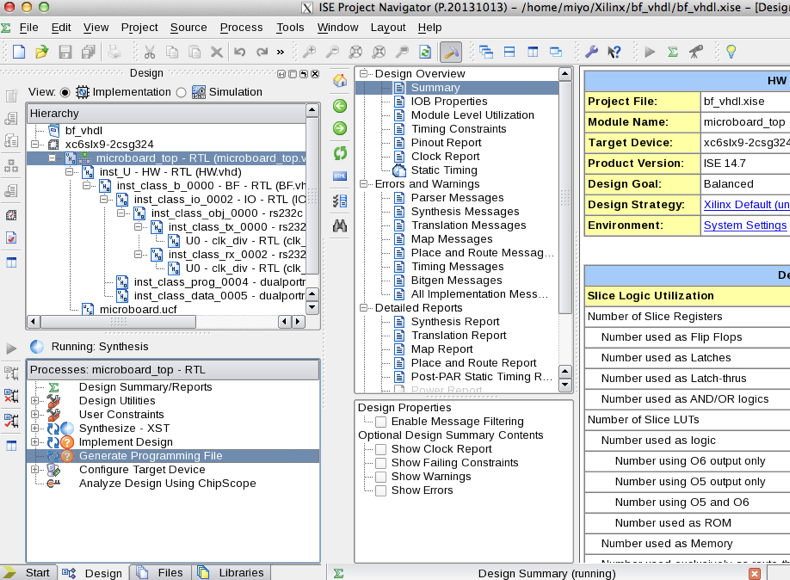 ISE Project Navigator (P.20131013) - /home/miyo/Xilinx/bf_vhdl/bf_vhdl.xise - [Desig
File Edit View Project Source Process Tools Window Layout Help
Design
View: Implementation Simulation
Hierarchy
bf_vhdl
xc6slx9-2csg324
microboard_top - RTL (microboard_top.v
inst_U - HW - RTL (HW.vhd)
inst_class_b_0000 - BF - RTL (BF.vh
inst_class_io_0002 - IO - RTL (IO
inst_class_obj_0000 - rs232c
inst_class_tx_0000 - rs232
U0 - clk_div - RTL (clk_
inst_class_rx_0002 - rs232
U0 - clk_div - RTL (clk_
inst_class_prog_0004 - dualportr
inst_class_data_0005 - dualportr
microboard.ucf
Running: Synthesis
Processes: microboard_top - RTL
Design Summary/Reports
Design Utilities
User Constraints
Synthesize - XST
Implement Design
Generate Programming File
Configure Target Device
Analyze Design Using ChipScope
Start Design Files Libraries
Design Overview
Summary
IOB Properties
Module Level Utilization
Timing Constraints
Pinout Report
Clock Report
Static Timing
Errors and Warnings
Parser Messages
Synthesis Messages
Translation Messages
Map Messages
Place and Route Messag...
Timing Messages
Bitgen Messages
All Implementation Mess...
Detailed Reports
Synthesis Report
Translation Report
Map Report
Place and Route Report
Post-PAR Static Timing R...
Power Report
Design Properties
Enable Message Filtering
Optional Design Summary Contents
Show Clock Report
Show Failing Constraints
Show Warnings
Show Errors
HW
Project File: bf_vhdl.xise
Module Name: microboard_top
Target Device: xc6slx9-2csg324
Product Version: ISE 14.7
Design Goal: Balanced
Design Strategy: Xilinx Default (un
Environment: System Settings
De
Slice Logic Utilization
Number of Slice Registers
Number used as Flip Flops
Number used as Latches
Number used as Latch-thrus
Number used as AND/OR logics
Number of Slice LUTs
Number used as logic
Number using O6 output only
Number using O5 output only
Number using O5 and O6
Number used as ROM
Number used as Memory
Design Summary (running)